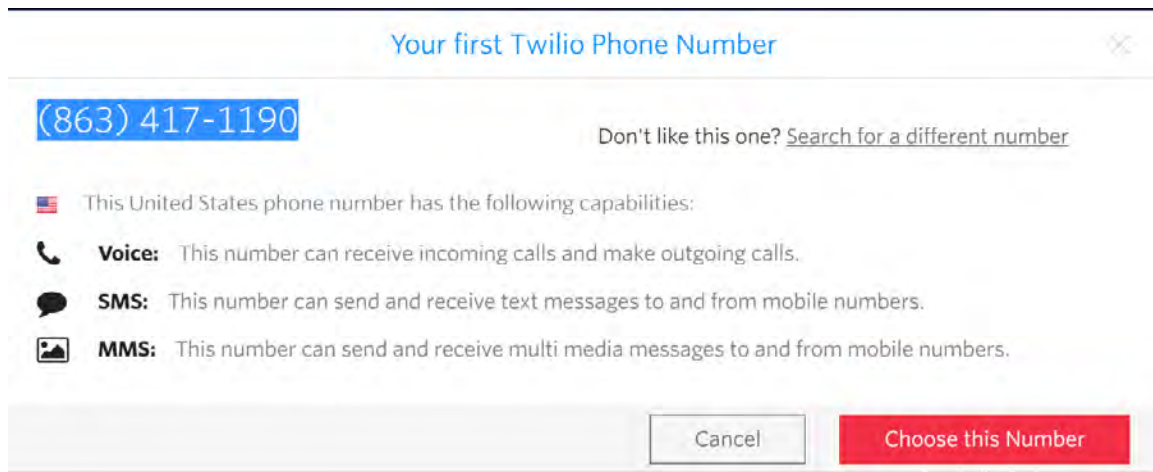 Your first Twilio Phone Number
(863) 417-1190
Don't like this one? Search for a different number
This United States phone number has the following capabilities:
Voice: This number can receive incoming calls and make outgoing calls.
SMS: This number can send and receive text messages to and from mobile numbers.
MMS: This number can send and receive multi media messages to and from mobile numbers.
Cancel
Choose this Number